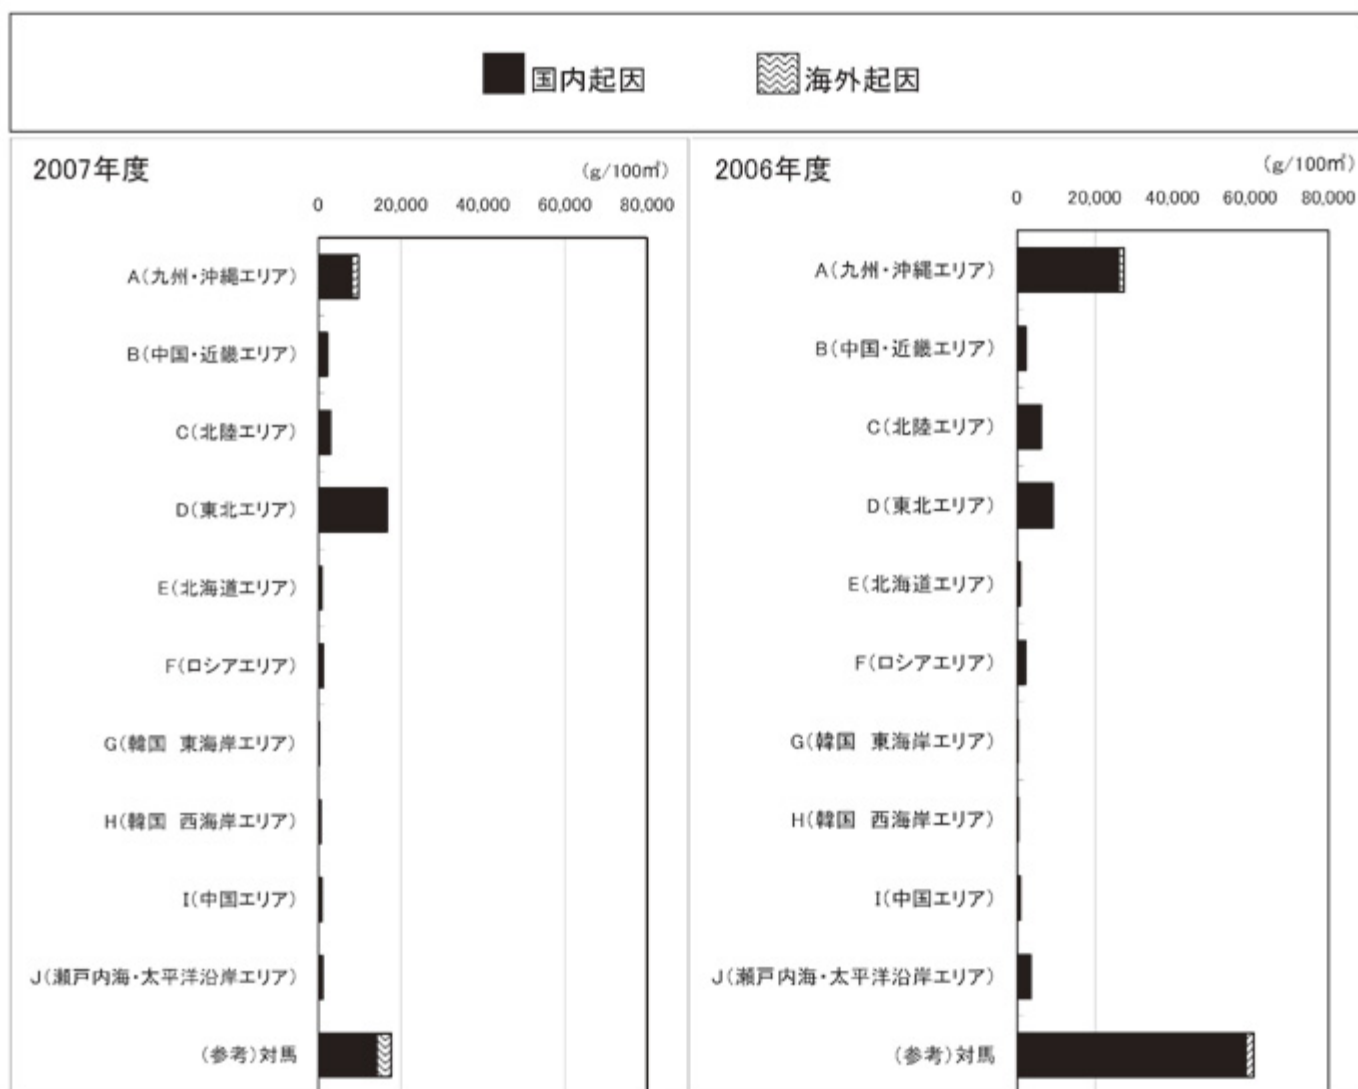 国内起因 海外起因
2007年度 (g/100㎡)
0 20,000 40,000 60,000 80,000
A(九州・沖縄エリア)
B(中国・近畿エリア)
C(北陸エリア)
D(東北エリア)
E(北海道エリア)
F(ロシアエリア)
G(韓国 東海岸エリア)
H(韓国 西海岸エリア)
I(中国エリア)
J(瀬戸内海・太平洋沿岸エリア)
(参考)対馬
2006年度 (g/100㎡)
0 20,000 40,000 60,000 80,000
A(九州・沖縄エリア)
B(中国・近畿エリア)
C(北陸エリア)
D(東北エリア)
E(北海道エリア)
F(ロシアエリア)
G(韓国 東海岸エリア)
H(韓国 西海岸エリア)
I(中国エリア)
J(瀬戸内海・太平洋沿岸エリア)
(参考)対馬